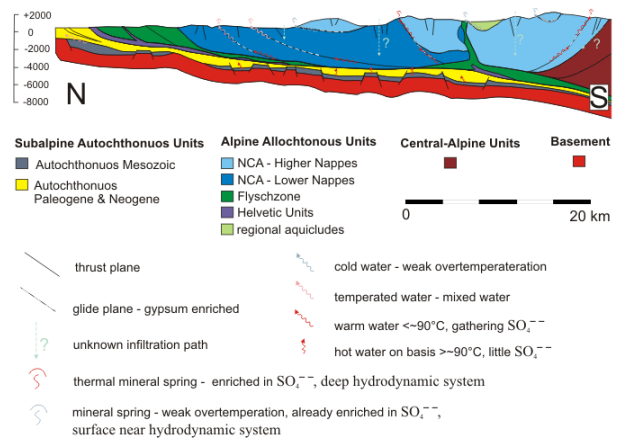 +2000
0
-2000
-4000
-6000
-8000
?
?
?
N
S
Subalpine Autochthonuos Units
Autochthonuos Mesozoic
Autochthonuos
Paleogene & Neogene
Alpine Allochtonous Units
NCA - Higher Nappes
NCA - Lower Nappes
Flyschzone
Helvetic Units
regional aquicludes
Central-Alpine Units
Basement
0
20 km
thrust plane
glide plane - gypsum enriched
? unknown infiltration path
thermal mineral spring - enriched in SO₄⁻⁻, deep hydrodynamic system
mineral spring - weak overtemperation, already enriched in SO₄⁻⁻,
surface near hydrodynamic system
cold water - weak overtemperateration
temperated water - mixed water
warm water <~90°C, gathering SO₄⁻⁻
hot water on basis >~90°C, little SO₄⁻⁻